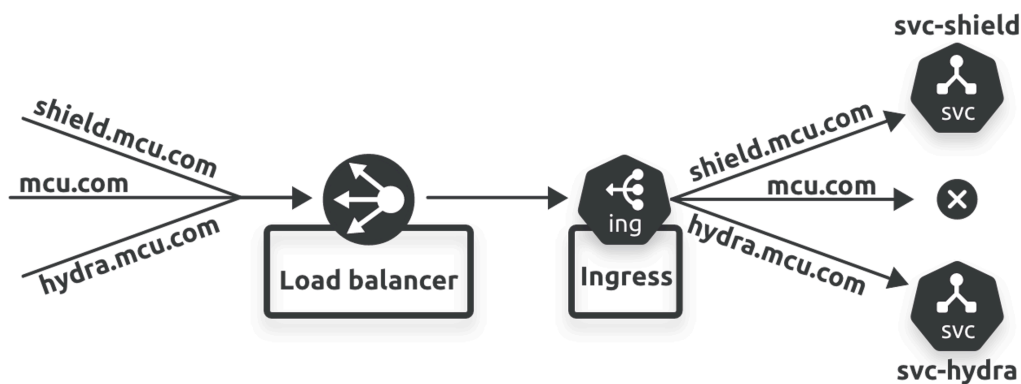 shield.mcu.com
mcu.com
hydra.mcu.com
Load balancer
ing
Ingress
shield.mcu.com
mcu.com
hydra.mcu.com
svc-shield
svc
svc
svc-hydra